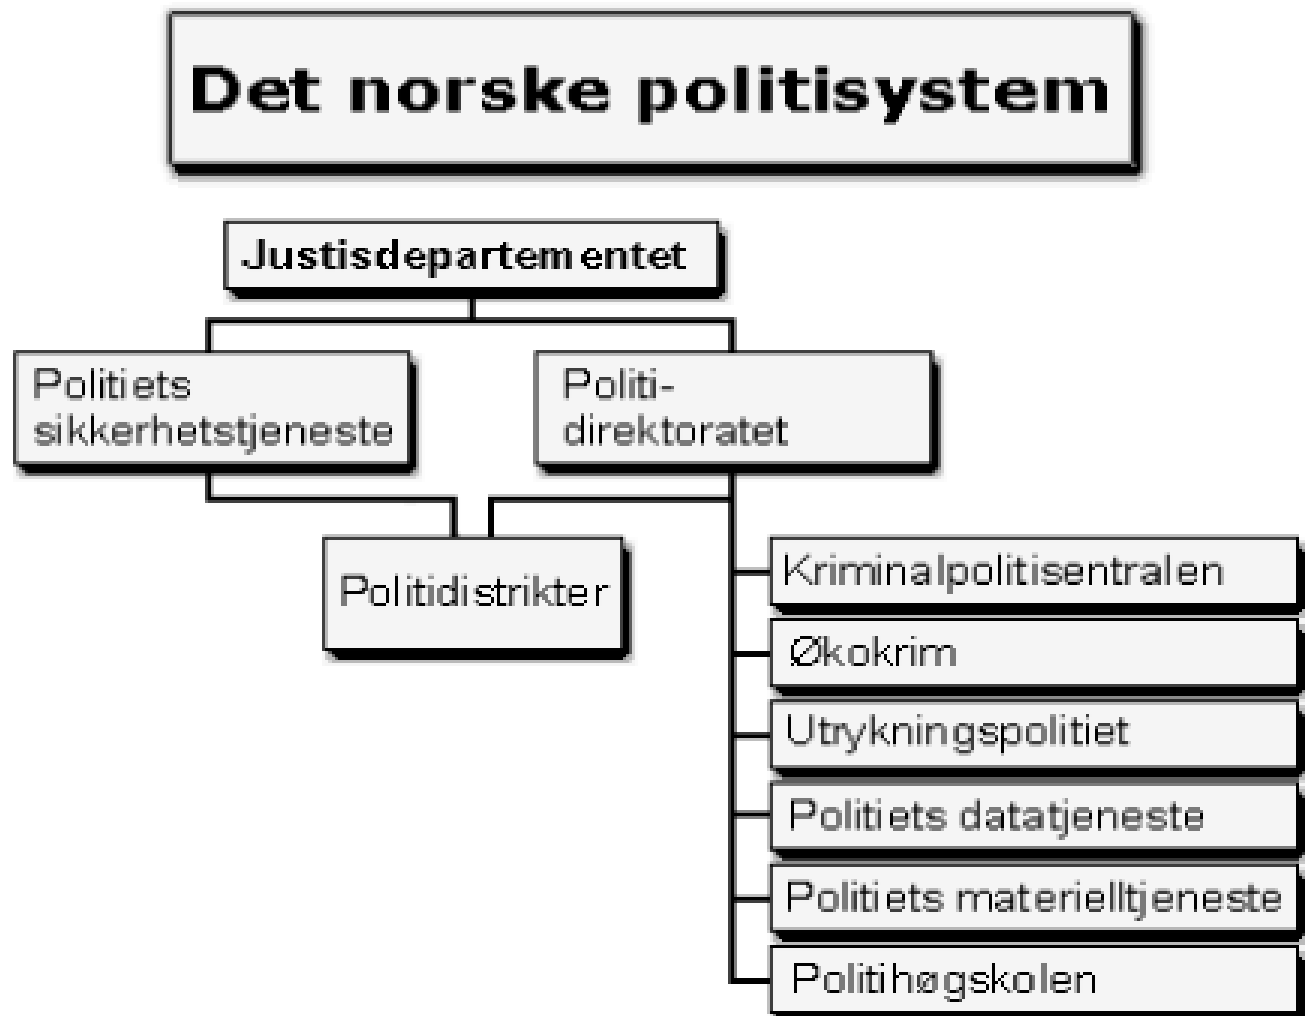 Det norske politisystem
Justisdepartementet
Politiets
sikkerhetstjeneste
Politi-
direktoratet
Politidistrikter
Kriminalpolitisentralen
Økokrim
Utrykningspolitiet
Politiets datatjeneste
Politiets materielltjeneste
Politihøgskolen